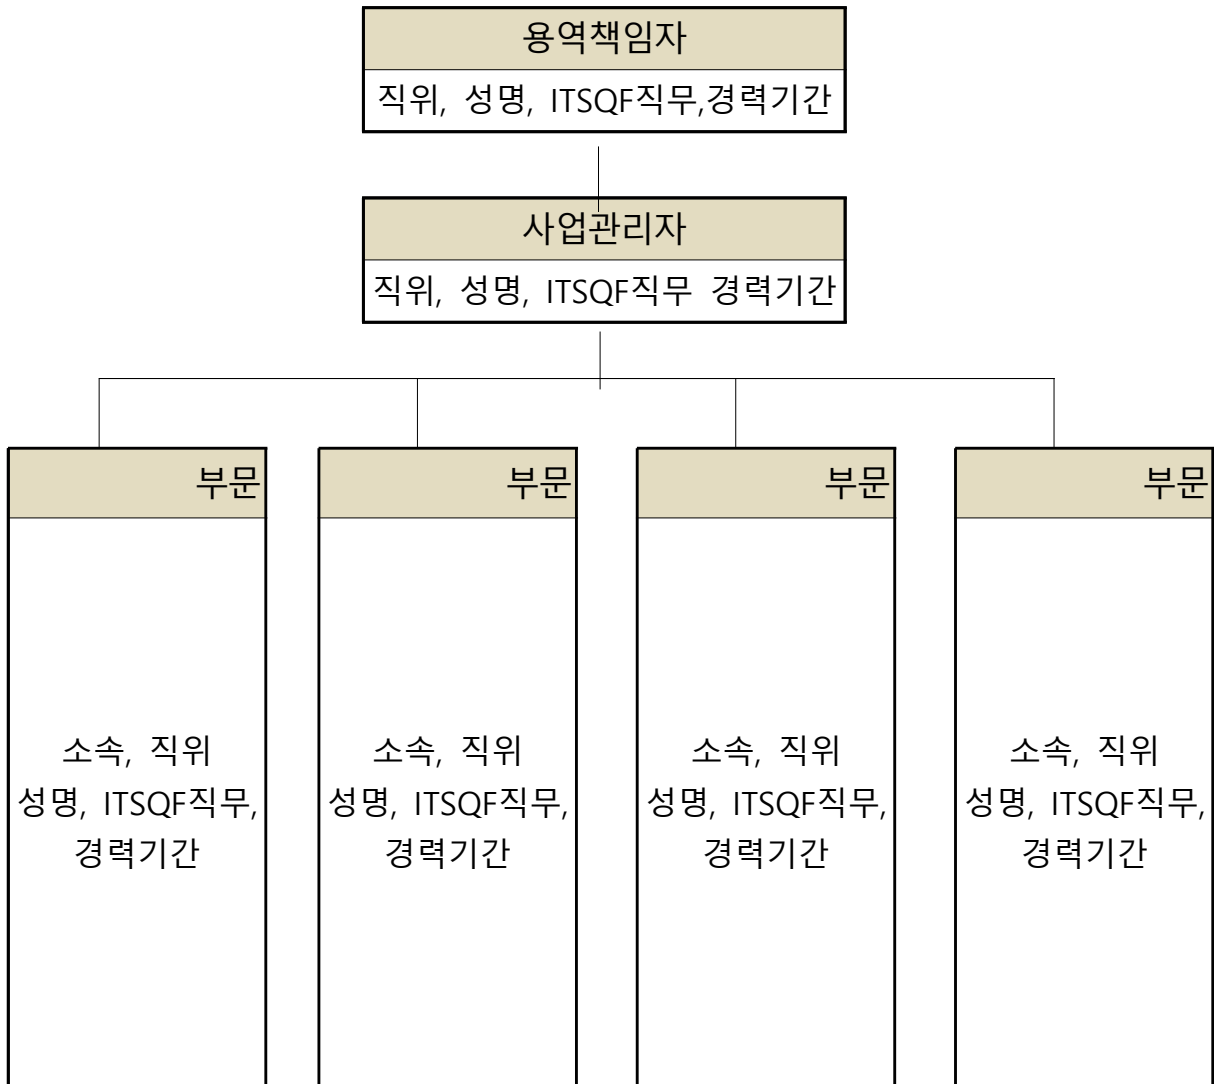 용역책임자
직위, 성명, ITSQF직무,경력기간
사업관리자
직위, 성명, ITSQF직무 경력기간
부문
소속, 직위
성명, ITSQF직무,
경력기간
부문
소속, 직위
성명, ITSQF직무,
경력기간
부문
소속, 직위
성명, ITSQF직무,
경력기간
부문
소속, 직위
성명, ITSQF직무,
경력기간